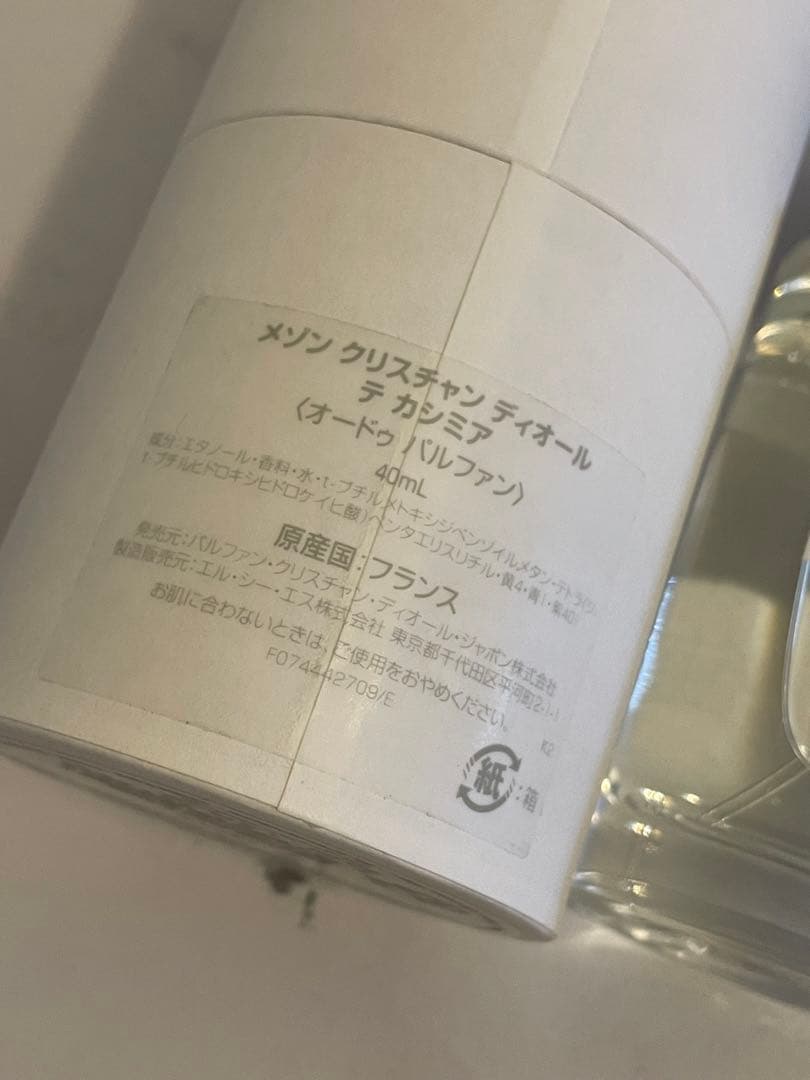 メゾン クリスチャン ディオール
テ カシミア
〈オードゥ パルファン〉
40mL
成分:エタノール・香料・水・t-ブチルメトキシジベンゾイルメタン・テトラ(ジ-
t-ブチルヒドロキシヒドロケイヒ酸)ペンタエリスリチル・黄4・青1・紫401
原産国:フランス
発売元:パルファン・クリスチャン・ディオール・ジャポン株式会社
製造販売元:エル・シー・エス株式会社 東京都千代田区平河町2-1-1
お肌に合わないときは、ご使用をおやめください。
F074442709/E
K2
紙:箱